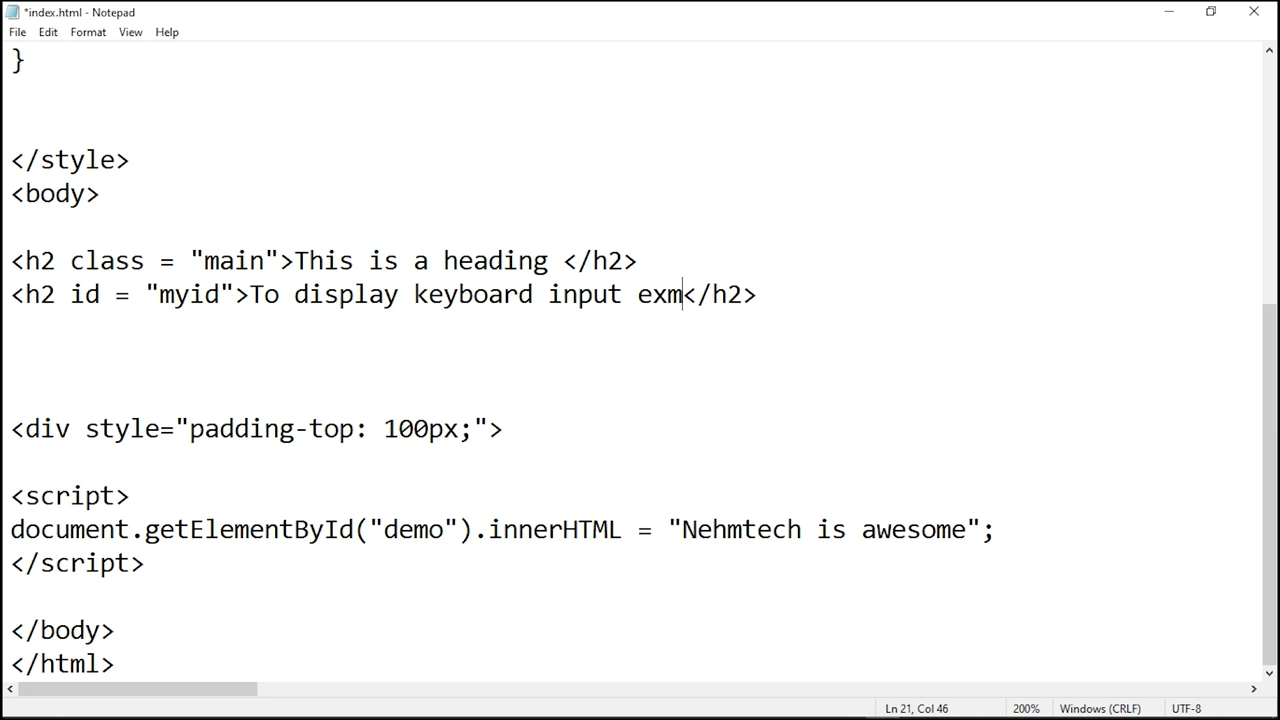 *index.html - Notepad
File Edit Format View Help
}
</style>
<body>
<h2 class = "main">This is a heading </h2>
<h2 id = "myid">To display keyboard input exm</h2>
<div style="padding-top: 100px;">
<script>
document.getElementById("demo").innerHTML = "Nehmtech is awesome";
</script>
</body>
</html>
Ln 21, Col 46 200% Windows (CRLF) UTF-8